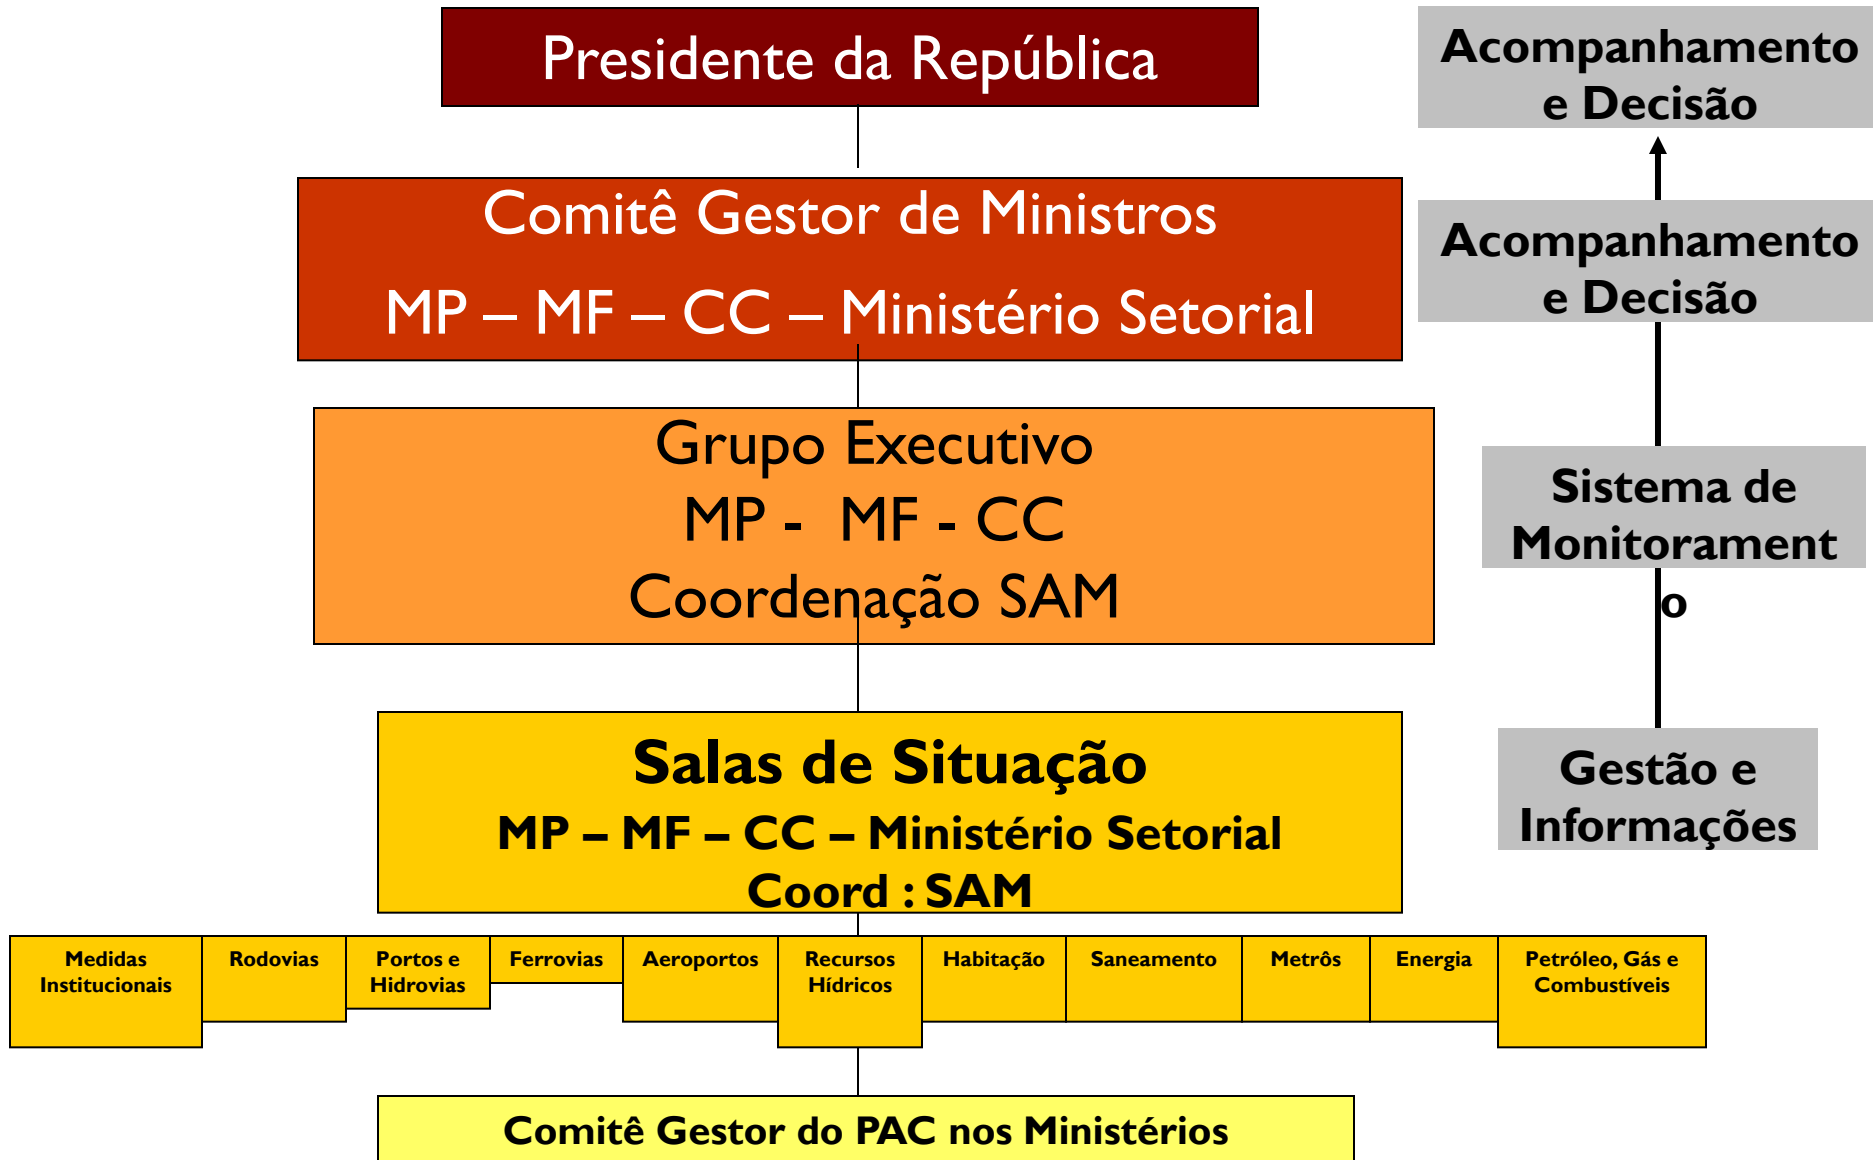 Presidente da República
Acompanhamento
e Decisão
Comitê Gestor de Ministros
MP – MF – CC – Ministério Setorial
Acompanhamento
e Decisão
Grupo Executivo
MP - MF - CC
Coordenação SAM
Sistema de
Monitorament
o
Salas de Situação
MP – MF – CC – Ministério Setorial
Coord : SAM
Gestão e
Informações
Medidas
Institucionais
Rodovias
Portos e
Hidrovias
Ferrovias
Aeroportos
Recursos
Hídricos
Habitação
Saneamento
Metrôs
Energia
Petróleo, Gás e
Combustíveis
Comitê Gestor do PAC nos Ministérios